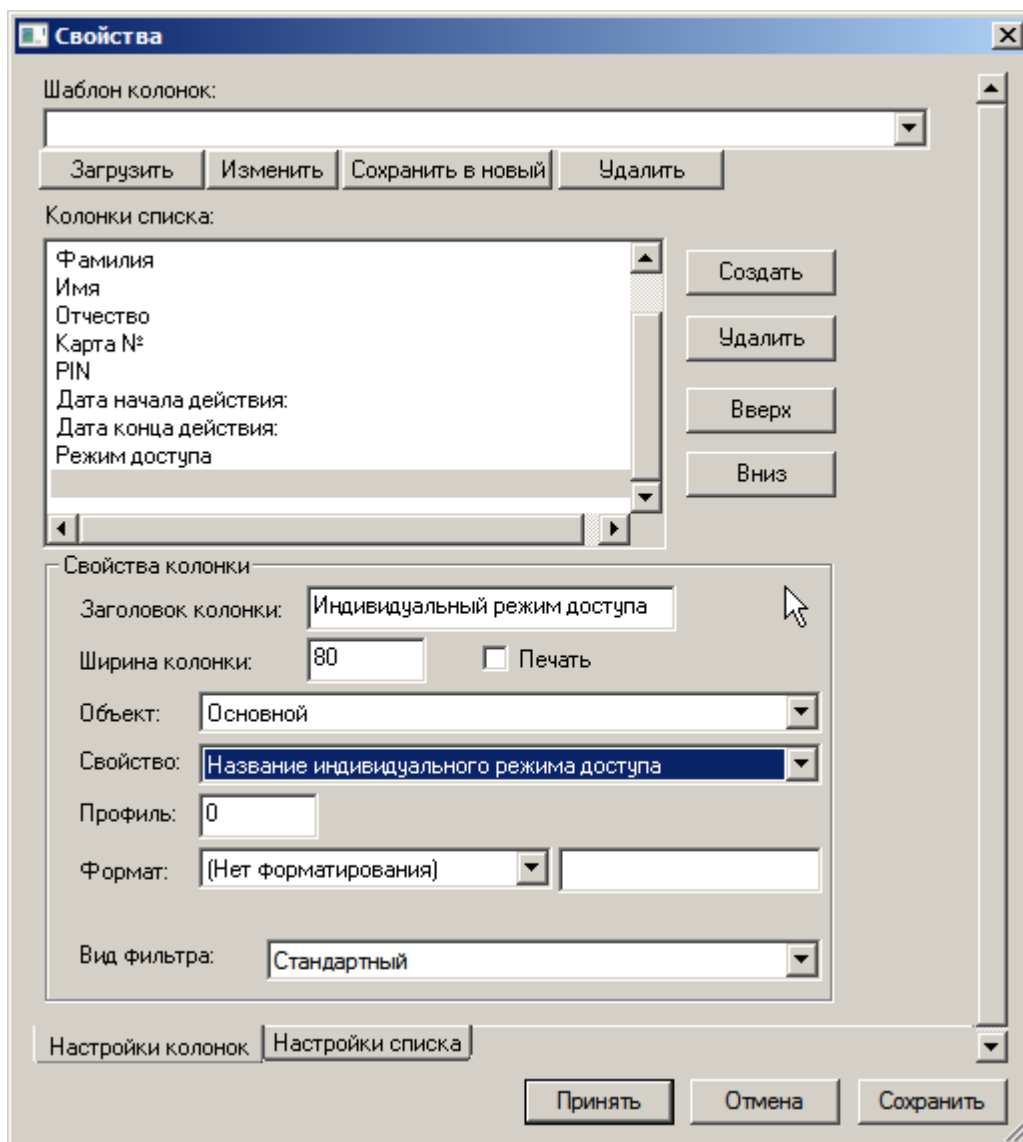 Свойства
Шаблон колонок:
Загрузить Изменить Сохранить в новый Удалить
Колонки списка:
Фамилия
Имя
Отчество
Карта №
PIN
Дата начала действия:
Дата конца действия:
Режим доступа
Создать
Удалить
Вверх
Вниз
Свойства колонки
Заголовок колонки: Индивидуальный режим доступа
Ширина колонки: 80 Печать
Объект: Основной
Свойство: Название индивидуального режима доступа
Профиль: 0
Формат: (Нет форматирования)
Вид фильтра: Стандартный
Настройки колонок Настройки списка
Принять Отмена Сохранить